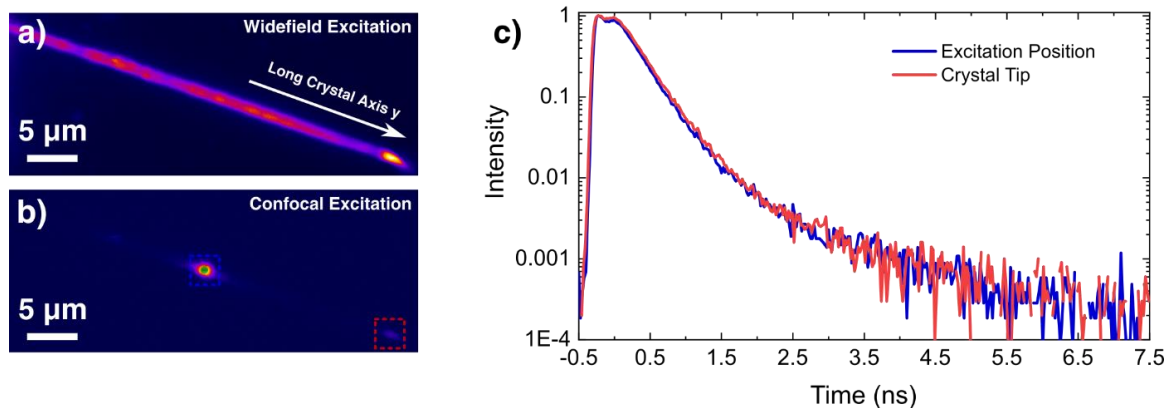 a)
Widefield Excitation
Long Crystal Axis y
5 µm
b)
Confocal Excitation
5 µm
c)
Excitation Position
Crystal Tip
Intensity
1
0.1
0.01
0.001
1E-4
-0.5 0.5 1.5 2.5 3.5 4.5 5.5 6.5 7.5
Time (ns)